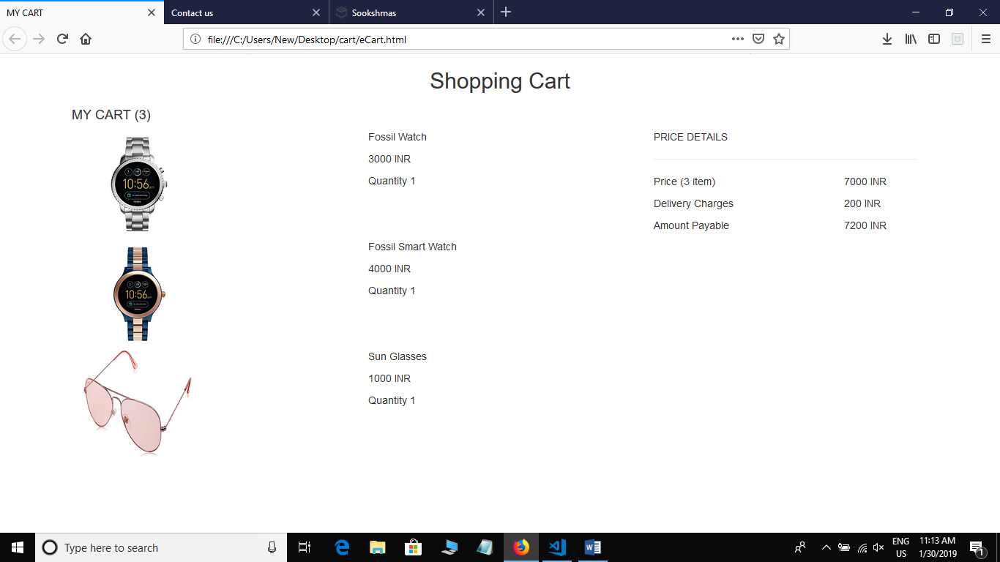 MY CART
Contact us
Sookshmas
file:///C:/Users/New/Desktop/cart/eCart.html
Shopping Cart
MY CART (3)
10:56
Fossil Watch
3000 INR
Quantity 1
10:56
Fossil Smart Watch
4000 INR
Quantity 1
Sun Glasses
1000 INR
Quantity 1
PRICE DETAILS
Price (3 item) 7000 INR
Delivery Charges 200 INR
Amount Payable 7200 INR
Type here to search
ENG
US
11:13 AM
1/30/2019
1